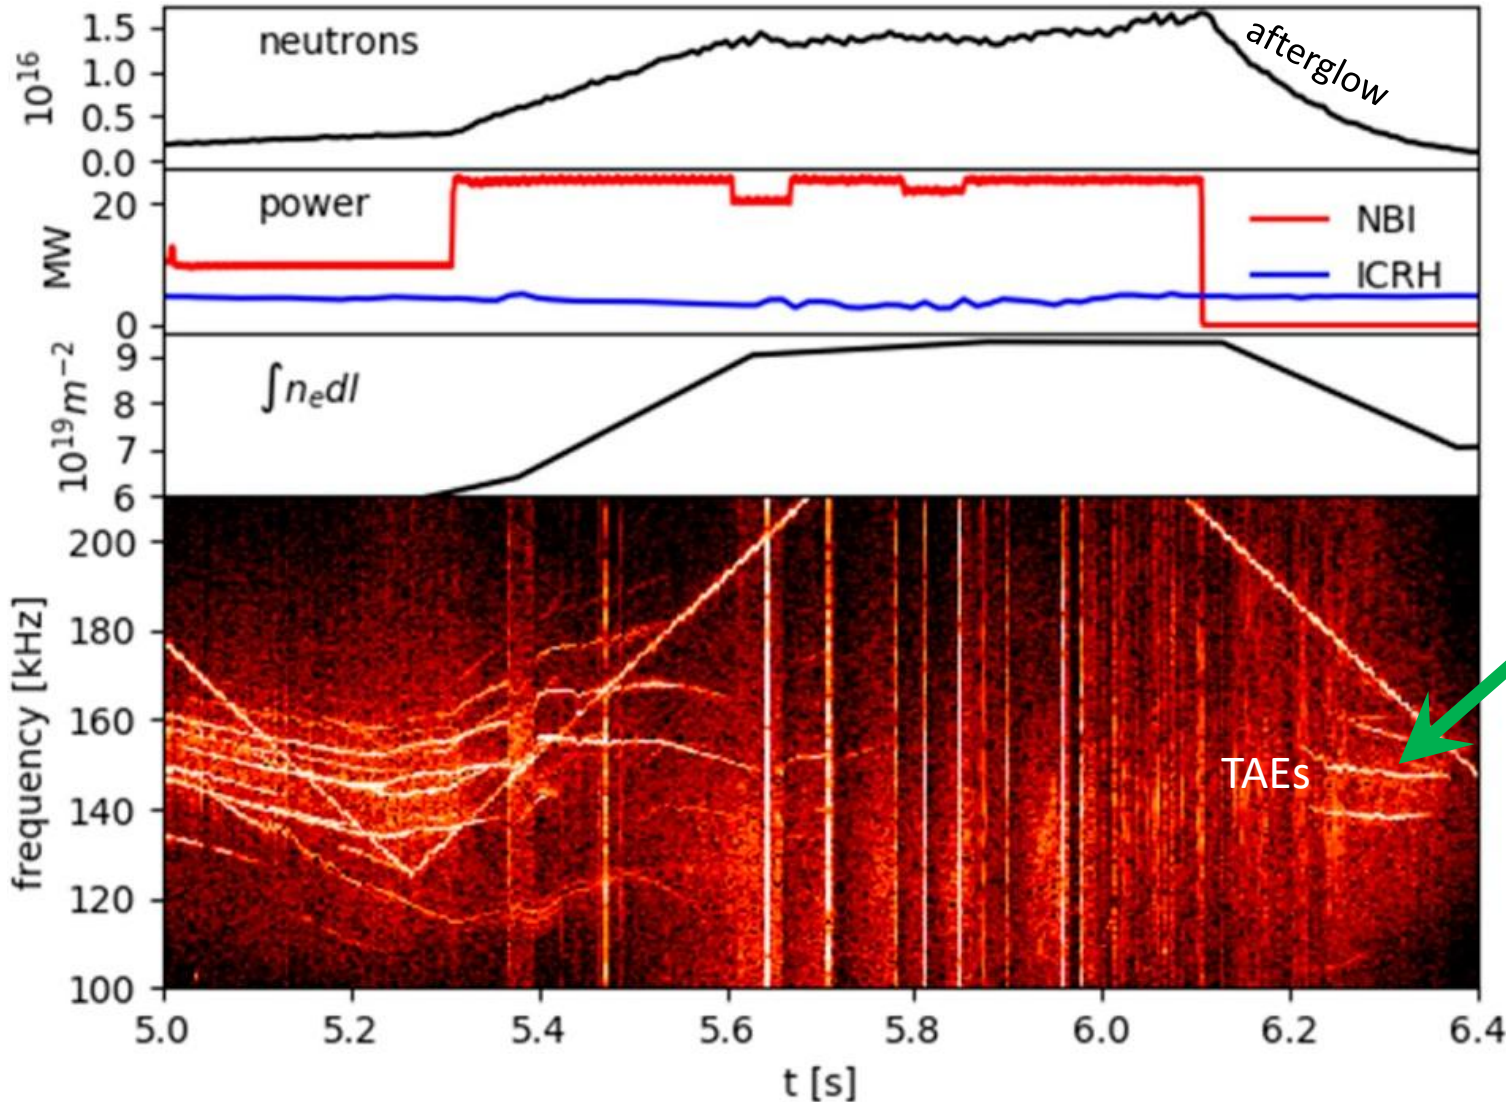 neutrons
afterglow
10^16
1.5
1.0
0.5
0.0
power
NBI
ICRH
MW
20
0
∫n_e dl
10^19 m^−2
9
8
7
6
TAEs
frequency [kHz]
200
180
160
140
120
100
5.0 5.2 5.4 5.6 5.8 6.0 6.2 6.4
t [s]